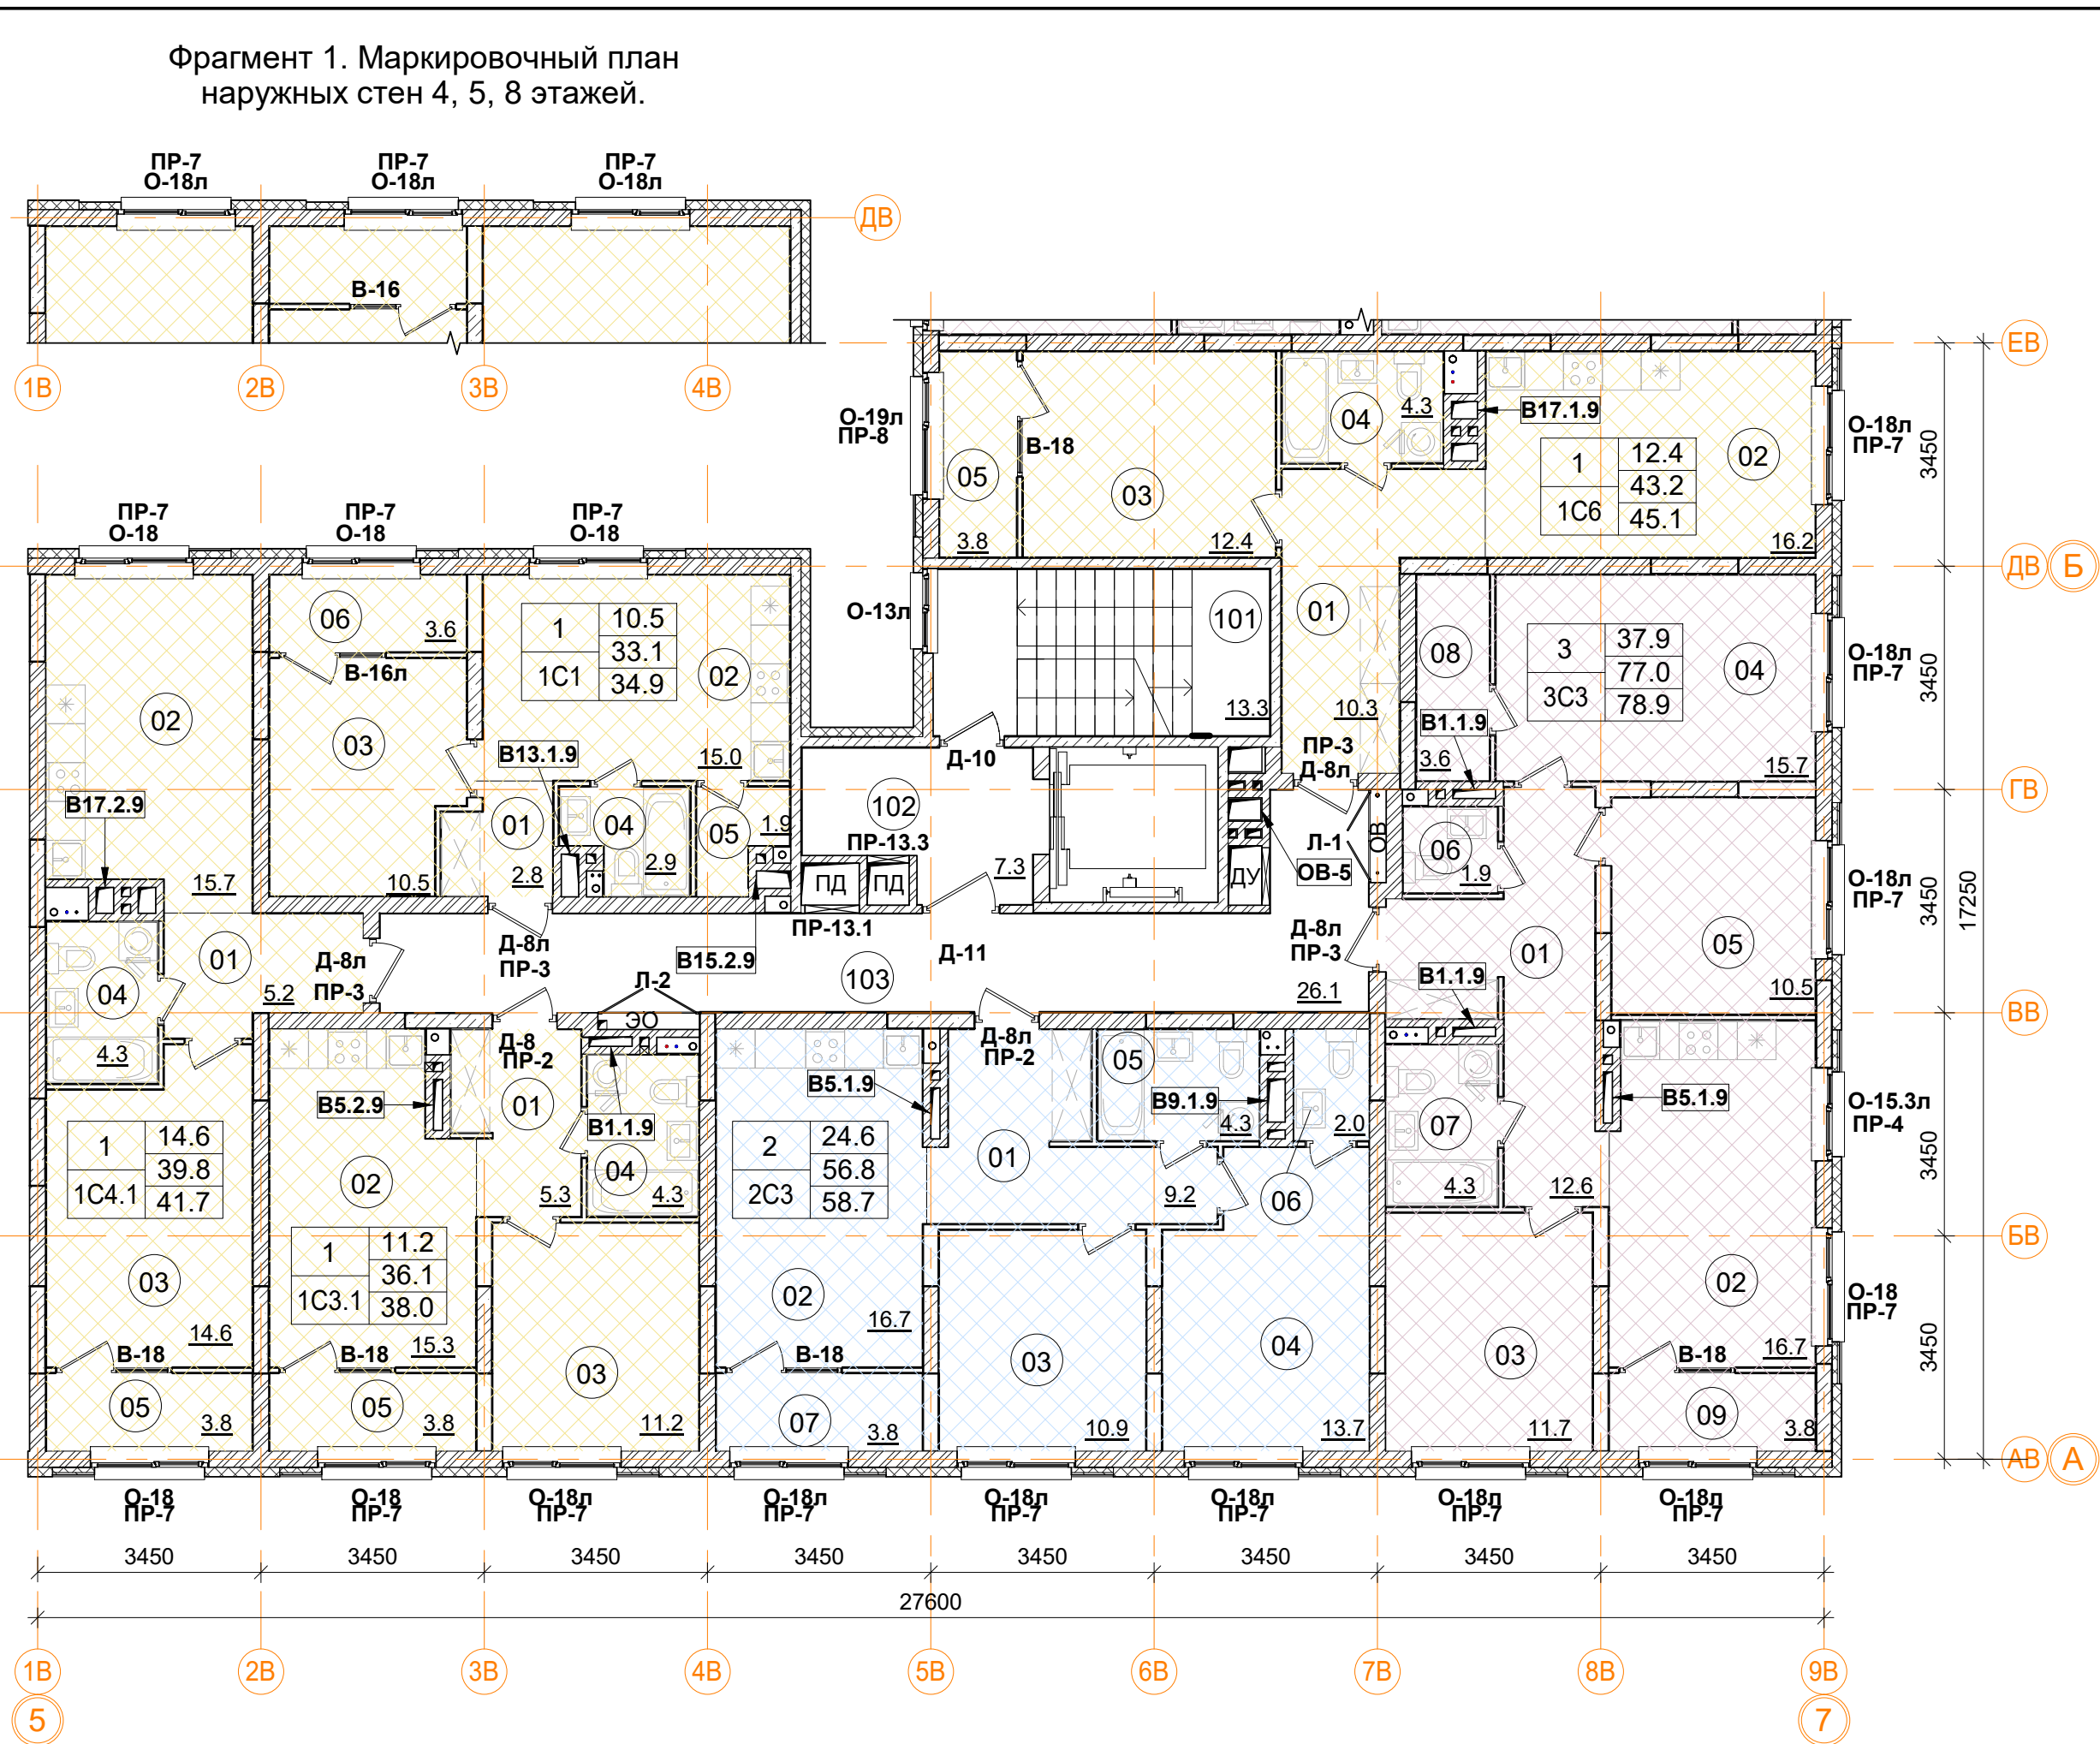 Фрагмент 1. Маркировочный план
наружных стен 4, 5, 8 этажей.
ПР-7
О-18л
ПР-7
О-18л
ПР-7
О-18л
ДВ
В-16
1В
2В
3В
4В
ЕВ
О-19л
ПР-8
В-18
05
3.8
03
12.4
04
4.3
В17.1.9
1
1С6
12.4
43.2
45.1
02
16.2
О-18л
ПР-7
3450
ПР-7
О-18
ПР-7
О-18
ПР-7
О-18
ДВ
Б
О-13л
101
13.3
01
10.3
06
3.6
В-16л
1
1С1
10.5
33.1
34.9
02
15.0
02
15.7
03
10.5
08
3.6
В1.1.9
3
3С3
37.9
77.0
78.9
04
15.7
О-18л
ПР-7
3450
17250
В13.1.9
В17.2.9
Д-10
ПР-3
Д-8л
ГВ
01
2.8
04
2.9
05
1.9
102
ПР-13.3
7.3
ПД
ПД
ДУ
ОВ-5
Л-1
ОВ
06
1.9
О-18л
ПР-7
3450
ПР-13.1
01
5.2
Д-8л
ПР-3
Д-8л
ПР-3
В15.2.9
Л-2
ЭО
103
Д-11
26.1
Д-8л
ПР-3
01
В1.1.9
05
10.5
04
4.3
ВВ
Д-8
ПР-2
Д-8л
ПР-2
05
В5.2.9
01
В1.1.9
В5.1.9
В9.1.9
4.3
2.0
В5.1.9
О-15.3л
ПР-4
3450
1
1С4.1
14.6
39.8
41.7
02
5.3
04
4.3
2
2С3
24.6
56.8
58.7
01
9.2
06
07
4.3
12.6
БВ
1
1С3.1
11.2
36.1
38.0
03
14.6
В-18
В-18
15.3
02
16.7
В-18
02
16.7
В-18
О-18
ПР-7
3450
05
3.8
05
3.8
03
11.2
07
3.8
03
10.9
04
13.7
03
11.7
09
3.8
АВ
А
О-18
ПР-7
О-18
ПР-7
О-18л
ПР-7
О-18л
ПР-7
О-18л
ПР-7
О-18л
ПР-7
О-18л
ПР-7
О-18л
ПР-7
3450
3450
3450
3450
3450
3450
3450
3450
27600
1В
2В
3В
4В
5В
6В
7В
8В
9В
5
7